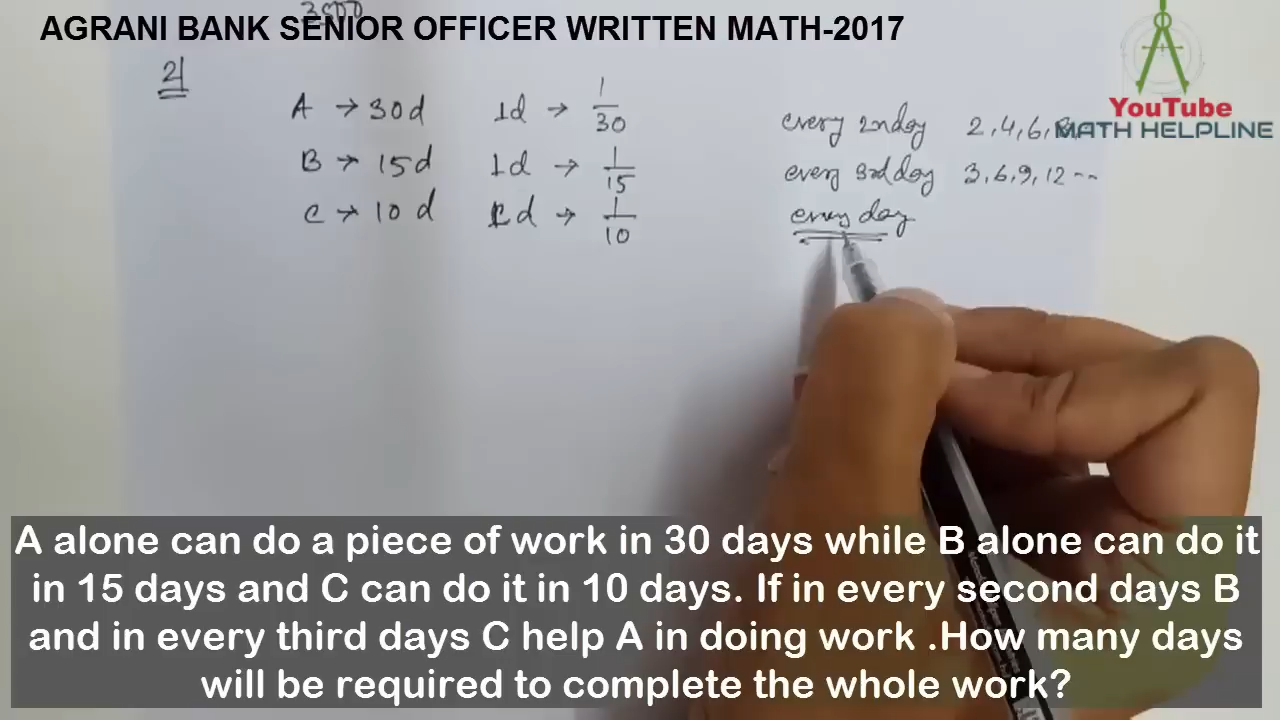 3500
AGRANI BANK SENIOR OFFICER WRITTEN MATH-2017
2|
A → 30d 1d → 1/30
B → 15d 1d → 1/15
C → 10 d 1d → 1/10
every 2nd day 2, 4, 6, 8
every 3rd day 3, 6, 9, 12 --
every day
YouTube
MATH HELPLINE
A alone can do a piece of work in 30 days while B alone can do it
in 15 days and C can do it in 10 days. If in every second days B
and in every third days C help A in doing work .How many days
will be required to complete the whole work?